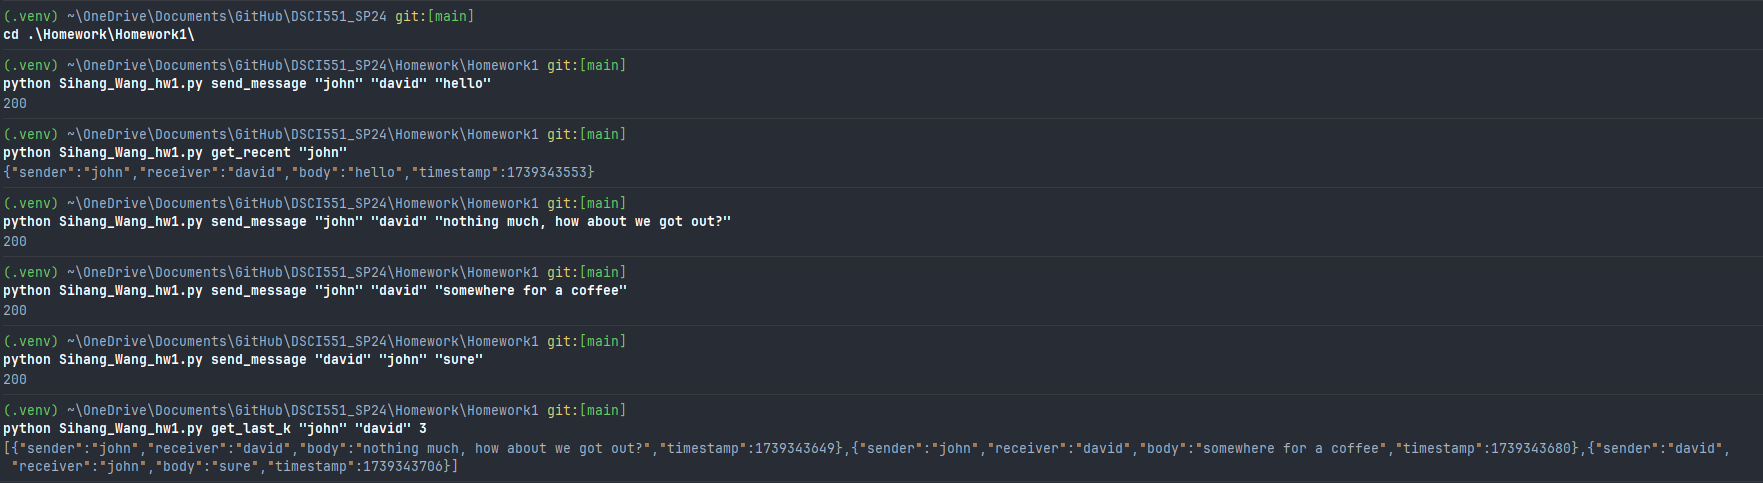 (.venv) ~\OneDrive\Documents\GitHub\DSCI551_SP24 git:[main]
cd .\Homework\Homework1\
(.venv) ~\OneDrive\Documents\GitHub\DSCI551_SP24\Homework\Homework1 git:[main]
python Sihang_Wang_hw1.py send_message "john" "david" "hello"
200
(.venv) ~\OneDrive\Documents\GitHub\DSCI551_SP24\Homework\Homework1 git:[main]
python Sihang_Wang_hw1.py get_recent "john"
{"sender":"john","receiver":"david","body":"hello","timestamp":1739343553}
(.venv) ~\OneDrive\Documents\GitHub\DSCI551_SP24\Homework\Homework1 git:[main]
python Sihang_Wang_hw1.py send_message "john" "david" "nothing much, how about we got out?"
200
(.venv) ~\OneDrive\Documents\GitHub\DSCI551_SP24\Homework\Homework1 git:[main]
python Sihang_Wang_hw1.py send_message "john" "david" "somewhere for a coffee"
200
(.venv) ~\OneDrive\Documents\GitHub\DSCI551_SP24\Homework\Homework1 git:[main]
python Sihang_Wang_hw1.py send_message "david" "john" "sure"
200
(.venv) ~\OneDrive\Documents\GitHub\DSCI551_SP24\Homework\Homework1 git:[main]
python Sihang_Wang_hw1.py get_last_k "john" "david" 3
[{"sender":"john","receiver":"david","body":"nothing much, how about we got out?","timestamp":1739343649},{"sender":"john","receiver":"david","body":"somewhere for a coffee","timestamp":1739343680},{"sender":"david",
"receiver":"john","body":"sure","timestamp":1739343706}]